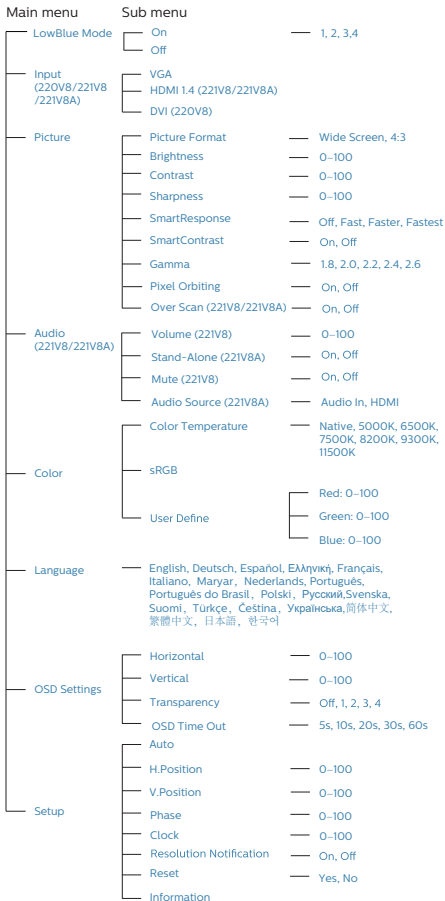 Main menu Sub menu
LowBlue Mode On 1, 2, 3,4
Off
Input (220V8/221V8 /221V8A) VGA
HDMI 1.4 (221V8/221V8A)
DVI (220V8)
Picture Picture Format Wide Screen, 4:3
Brightness 0–100
Contrast 0–100
Sharpness 0–100
SmartResponse Off, Fast, Faster, Fastest
SmartContrast On, Off
Gamma 1.8, 2.0, 2.2, 2.4, 2.6
Pixel Orbiting On, Off
Over Scan (221V8/221V8A) On, Off
Audio (221V8/221V8A) Volume (221V8) 0–100
Stand-Alone (221V8A) On, Off
Mute (221V8) On, Off
Audio Source (221V8A) Audio In, HDMI
Color Temperature Native, 5000K, 6500K,
7500K, 8200K, 9300K,
11500K
Color sRGB
User Define Red: 0–100
Green: 0–100
Blue: 0–100
Language English, Deutsch, Español, Ελληνική, Français,
Italiano, Maryar, Nederlands, Português,
Português do Brasil, Polski, Русский,Svenska,
Suomi, Türkçe, Čeština, Українська,简体中文,
繁體中文, 日本語, 한국어
Horizontal 0–100
Vertical 0–100
OSD Settings Transparency Off, 1, 2, 3, 4
OSD Time Out 5s, 10s, 20s, 30s, 60s
Auto
H.Position 0–100
V.Position 0–100
Setup Phase 0–100
Clock 0–100
Resolution Notification On, Off
Reset Yes, No
Information